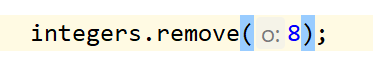 integers.remove( o: 8);